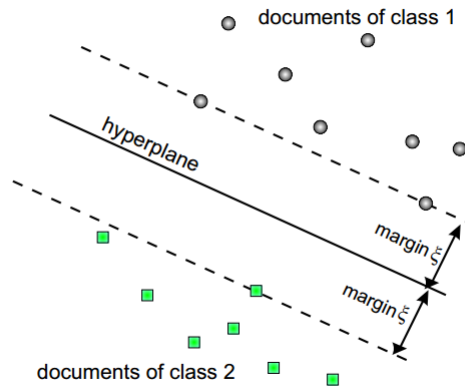 documents of class 1
hyperplane
margin ξ
margin ξ
documents of class 2